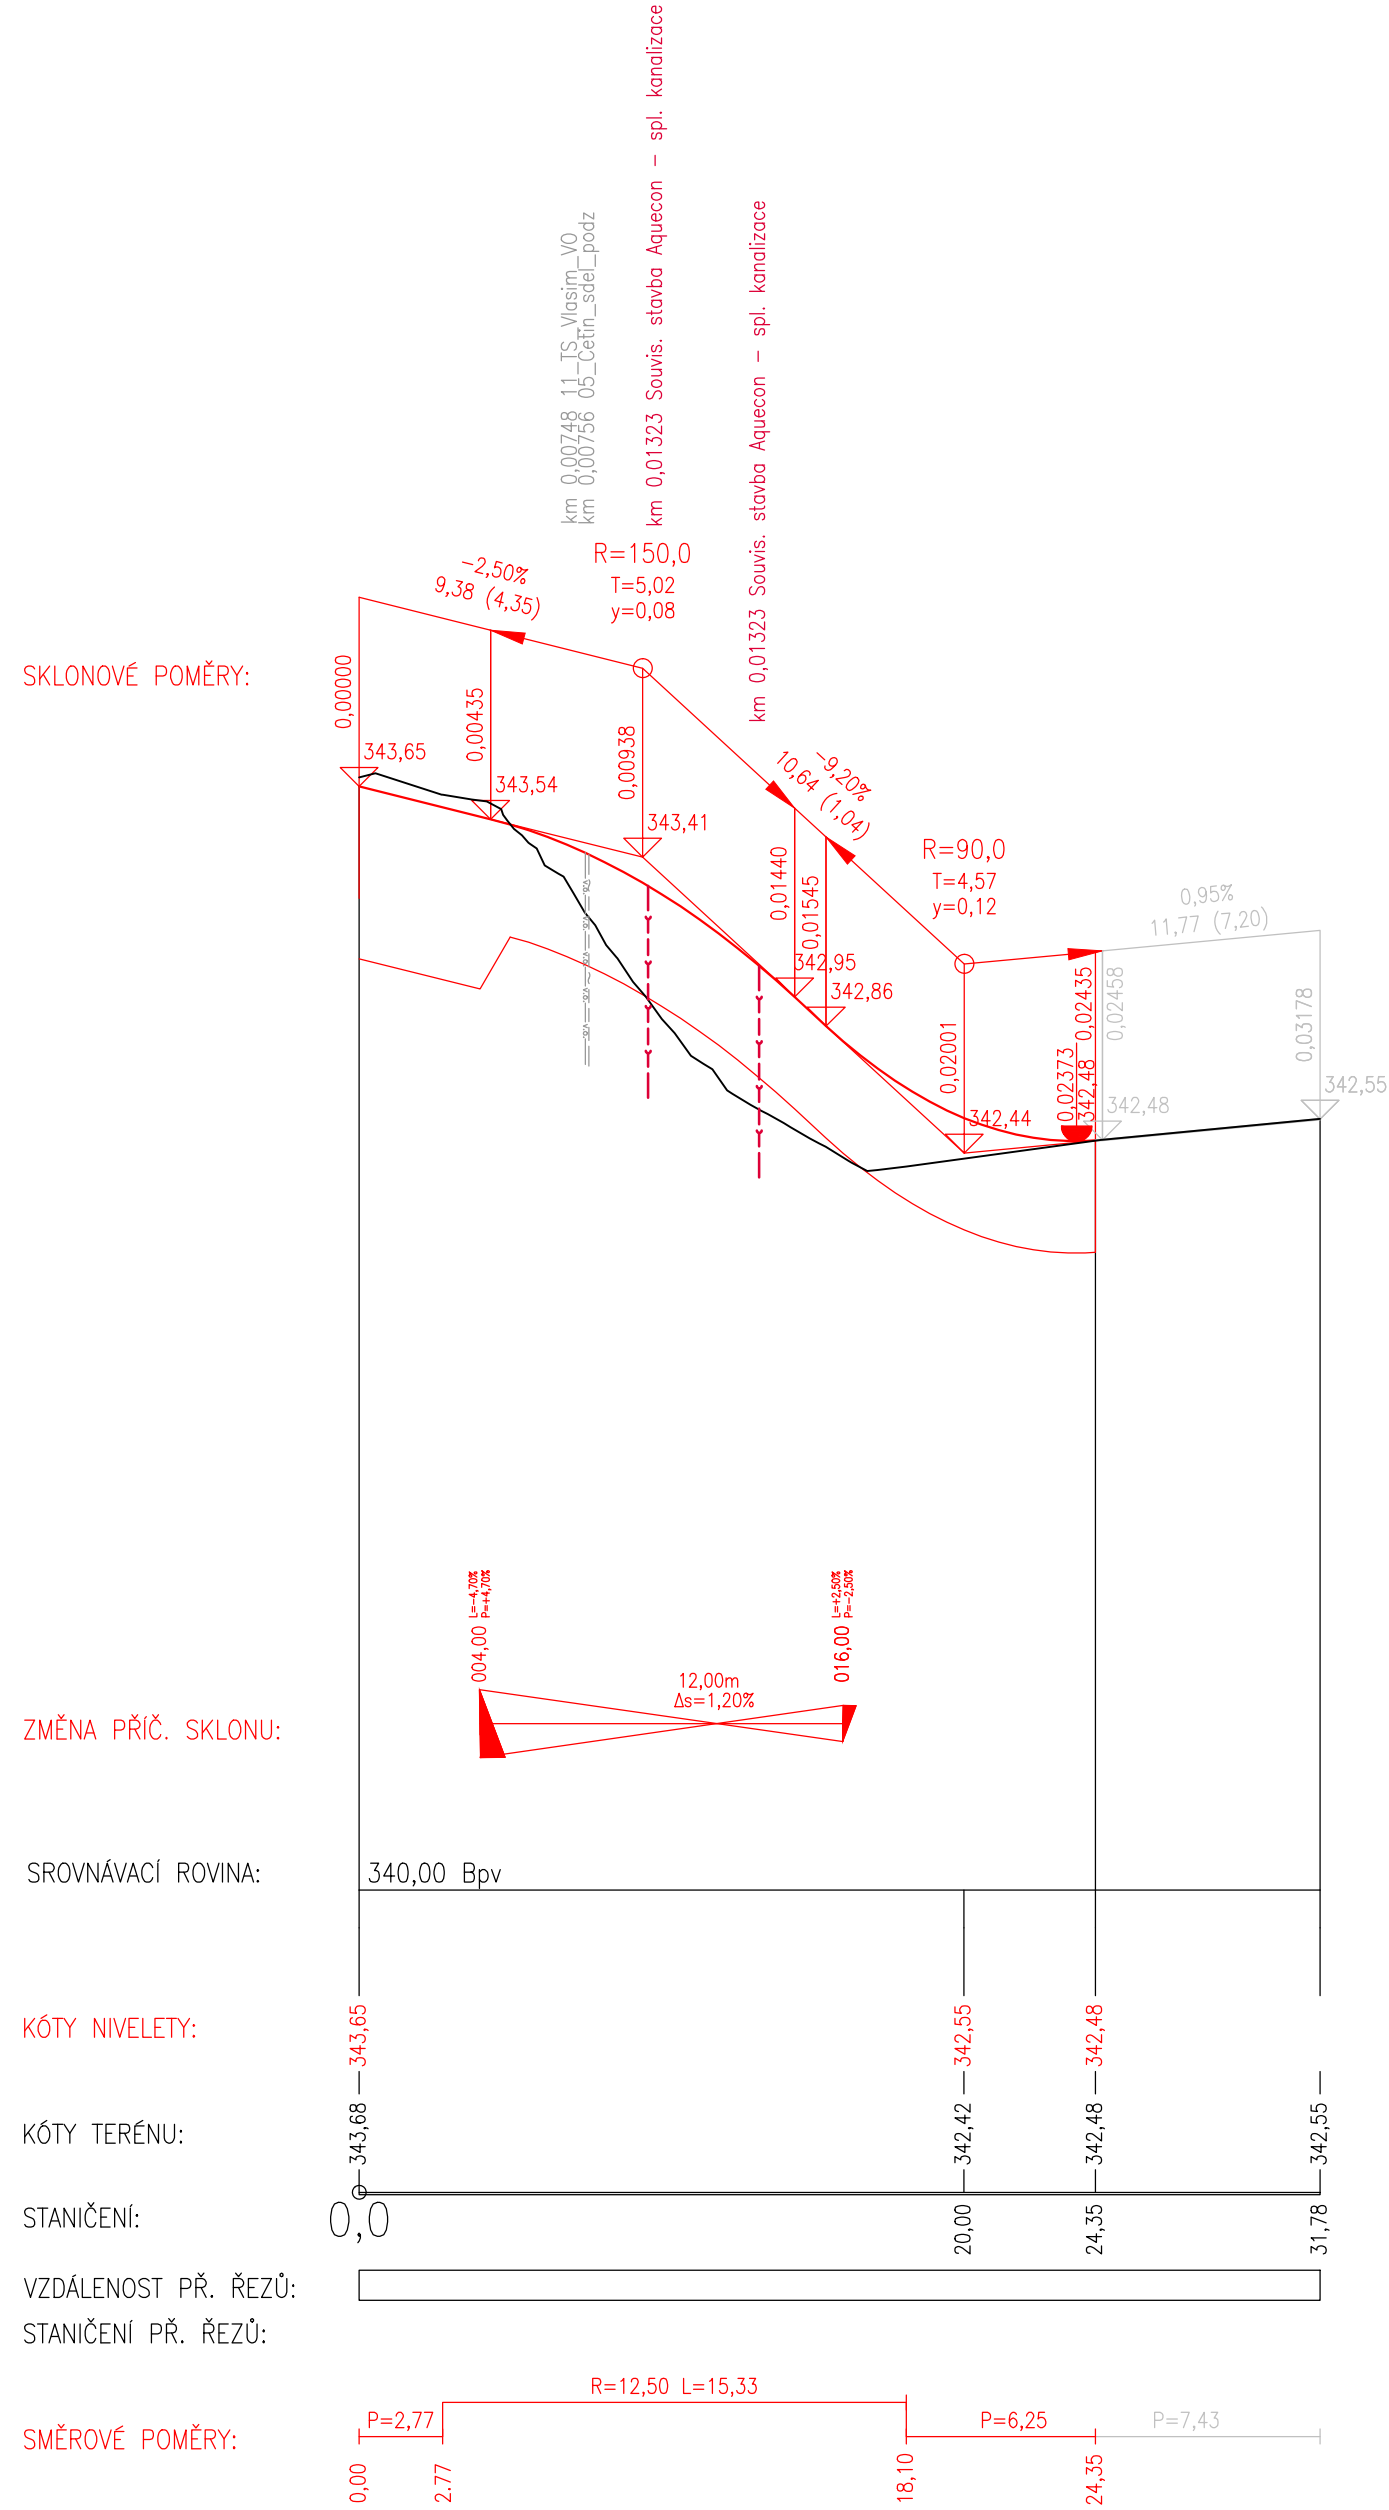 km 0,00748 11_TS_Vlasim_VO
km 0,00756 05_Cetin_sdel_podz
km 0,01323 Souvis. stavba Aquecon – spl. kanalizace
km 0,01323 Souvis. stavba Aquecon – spl. kanalizace
R=150,0
T=5,02
y=0,08
–2,50%
9,38 (4,35)
SKLONOVÉ POMĚRY:
0,00000
343,65
0,00435
343,54
0,00938
343,41
–9,20%
10,64 (1,04)
0,01440
342,95
0,01545
342,86
R=90,0
T=4,57
y=0,12
0,02001
342,44
0,02373
342,48
0,02435
0,02458
342,48
0,95%
11,77 (7,20)
0,03178
342,55
004,00
L=–4,70%
P=+4,70%
016,00
L=+2,50%
P=–2,50%
12,00m
Δs=1,20%
ZMĚNA PŘÍČ. SKLONU:
SROVNÁVACÍ ROVINA:
340,00 Bpv
KÓTY NIVELETY:
343,65
342,55
342,48
KÓTY TERÉNU:
343,68
342,42
342,48
342,55
STANIČENÍ:
0,0
20,00
24,35
31,78
VZDÁLENOST PŘ. ŘEZŮ:
STANIČENÍ PŘ. ŘEZŮ:
R=12,50 L=15,33
SMĚROVÉ POMĚRY:
P=2,77
P=6,25
P=7,43
0,00
2.77
18,10
24,35